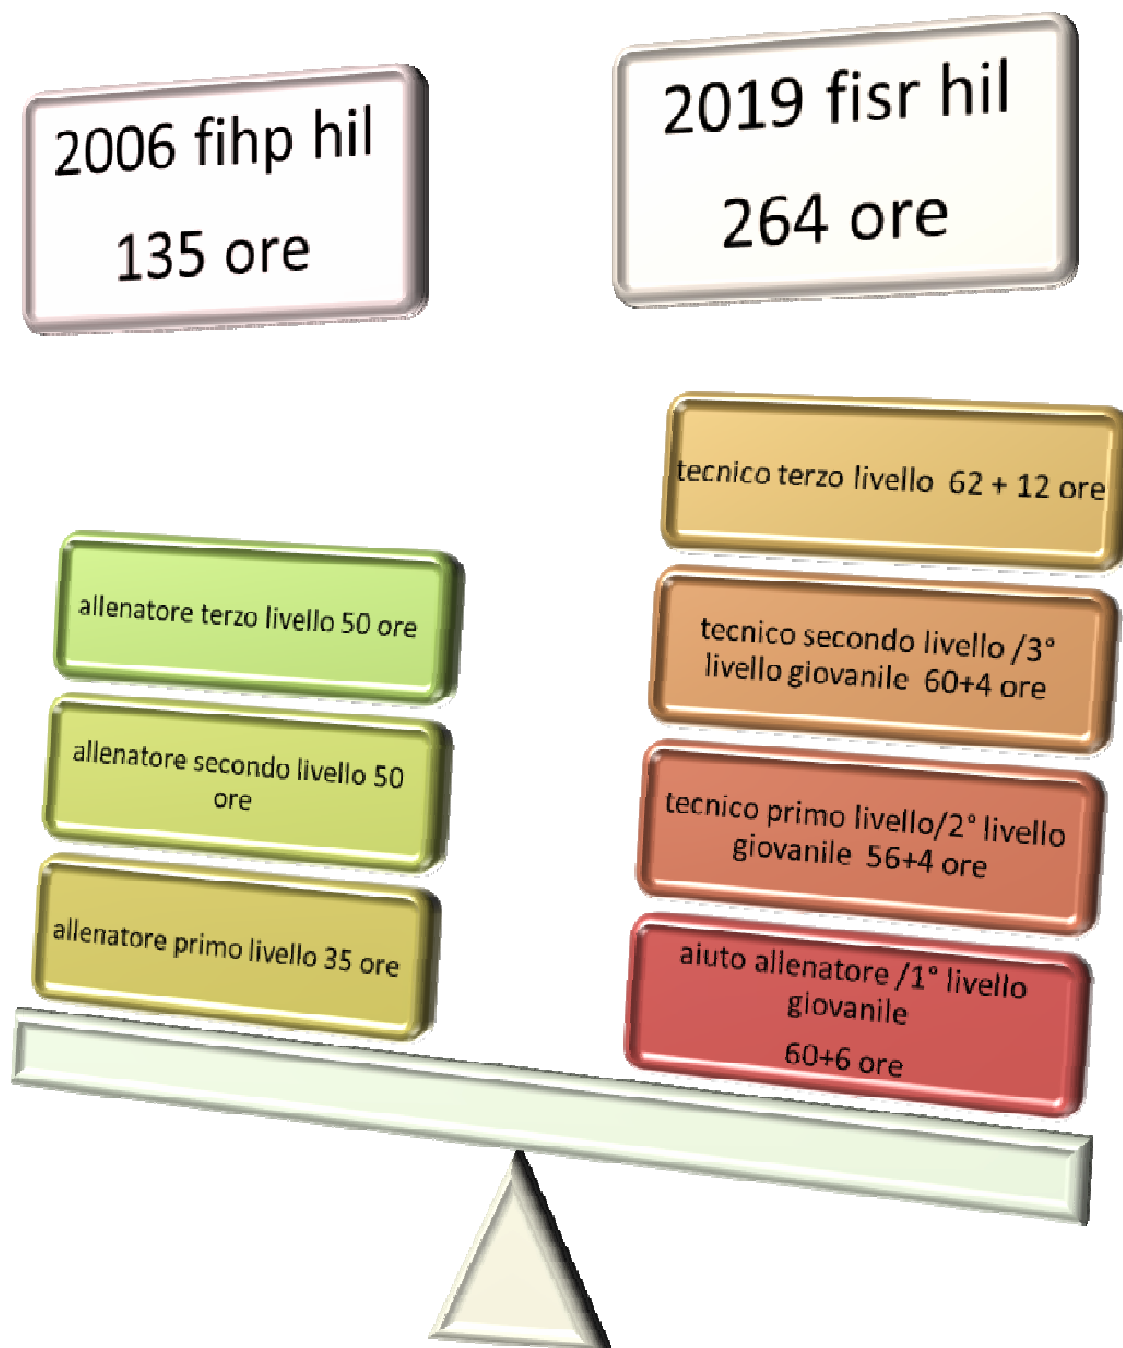 2006 fihp hil
135 ore
2019 fisr hil
264 ore
allenatore terzo livello 50 ore
allenatore secondo livello 50
ore
allenatore primo livello 35 ore
tecnico terzo livello 62 + 12 ore
tecnico secondo livello /3°
livello giovanile 60+4 ore
tecnico primo livello/2° livello
giovanile 56+4 ore
aiuto allenatore /1° livello
giovanile
60+6 ore